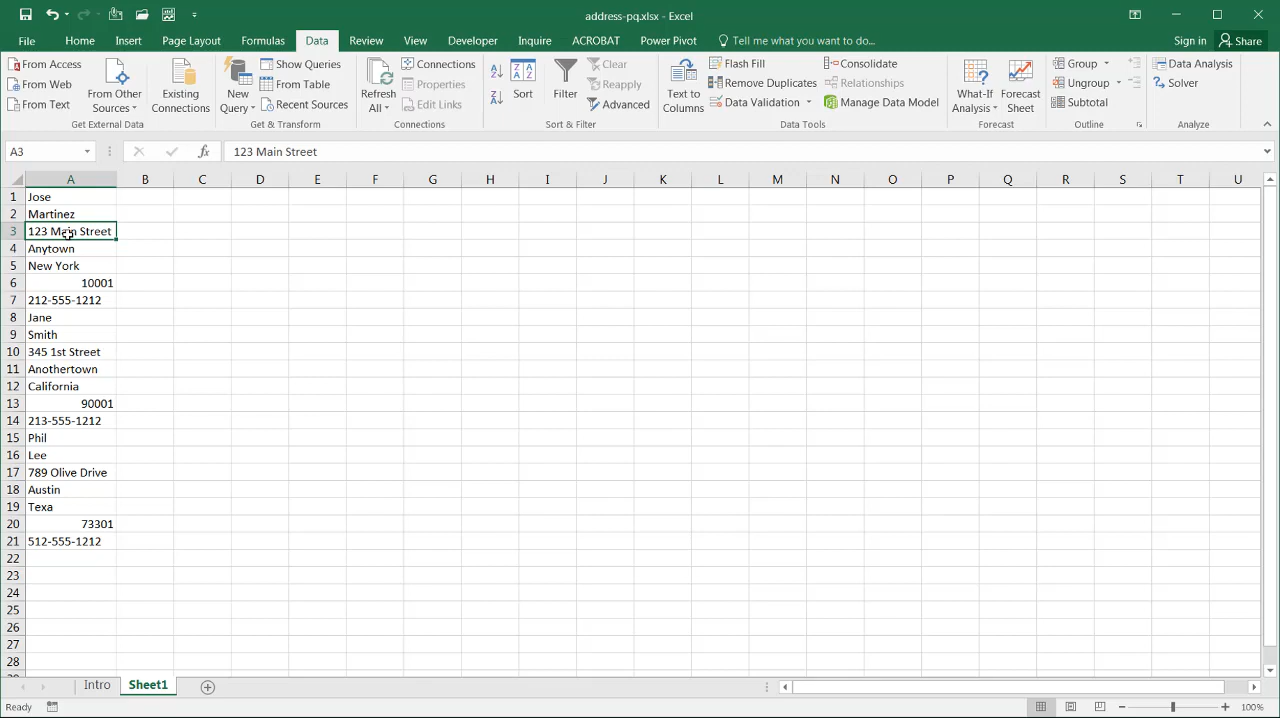 address-pq.xlsx - Excel
File Home Insert Page Layout Formulas Data Review View Developer Inquire ACROBAT Power Pivot Tell me what you want to do... Sign in Share
From Access
From Web
From Text
From Other Sources
Existing Connections
Get External Data
New Query
Show Queries
From Table
Recent Sources
Get & Transform
Refresh All
Connections
Properties
Edit Links
Connections
Sort
Filter
Clear
Reapply
Advanced
Sort & Filter
Text to Columns
Flash Fill
Remove Duplicates
Data Validation
Consolidate
Relationships
Manage Data Model
Data Tools
What-If Analysis
Forecast Sheet
Forecast
Group
Ungroup
Subtotal
Outline
Data Analysis
Solver
Analyze
A3 fx 123 Main Street
A B C D E F G H I J K L M N O P Q R S T U
1 Jose
2 Martinez
3 123 Main Street
4 Anytown
5 New York
6 10001
7 212-555-1212
8 Jane
9 Smith
10 345 1st Street
11 Anothertown
12 California
13 90001
14 213-555-1212
15 Phil
16 Lee
17 789 Olive Drive
18 Austin
19 Texa
20 73301
21 512-555-1212
22
23
24
25
26
27
28
Intro Sheet1
Ready 100%